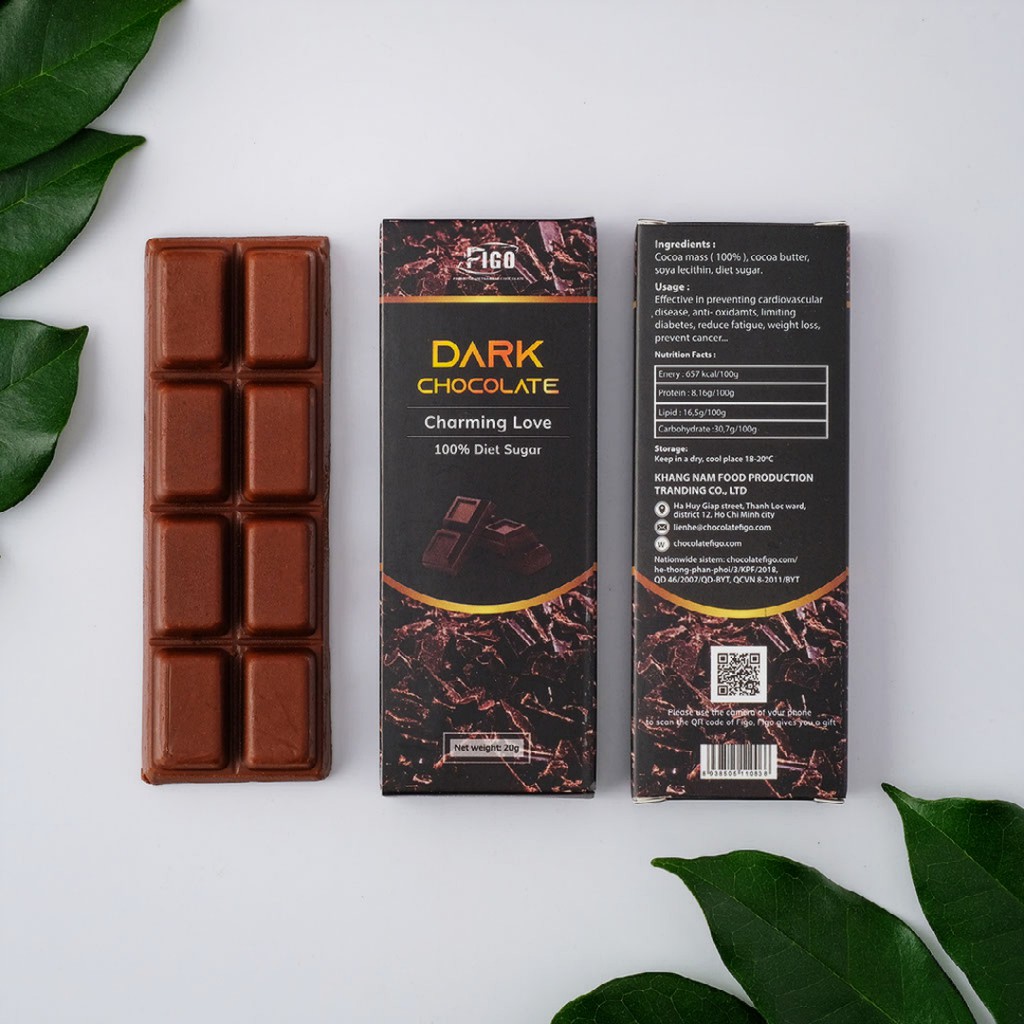 FIGO
DARK
CHOCOLATE
Charming Love
100% Diet Sugar
Net weight: 20g
Ingredients :
Cocoa mass ( 100% ), cocoa butter,
soya lecithin, diet sugar.
Usage :
Effective in preventing cardiovascular
disease, anti- oxidamts, limiting
diabetes, reduce fatigue, weight loss,
prevent cancer...
Nutrition Facts :
Enery : 657 kcal/100g
Protein : 8,16g/100g
Lipid : 16,5g/100g
Carbohydrate :30,7g/100g
Storage:
Keep in a dry, cool place 18-20ºC
KHANG NAM FOOD PRODUCTION
TRANDING CO., LTD
Ha Huy Giap street, Thanh Loc ward,
district 12, Ho Chi Minh city
lienhe@chocolatefigo.com
W chocolatefigo.com
Nationwide sistem: chocolatefigo.com/
he-thong-phan-phoi/3/KPF/2018,
QD 46/2007/QD-BYT, QCVN 8-2011/BYT
Please use the camera of your phone
to scan the QR code of Figo, Figo gives you a gift
8 938505 110838